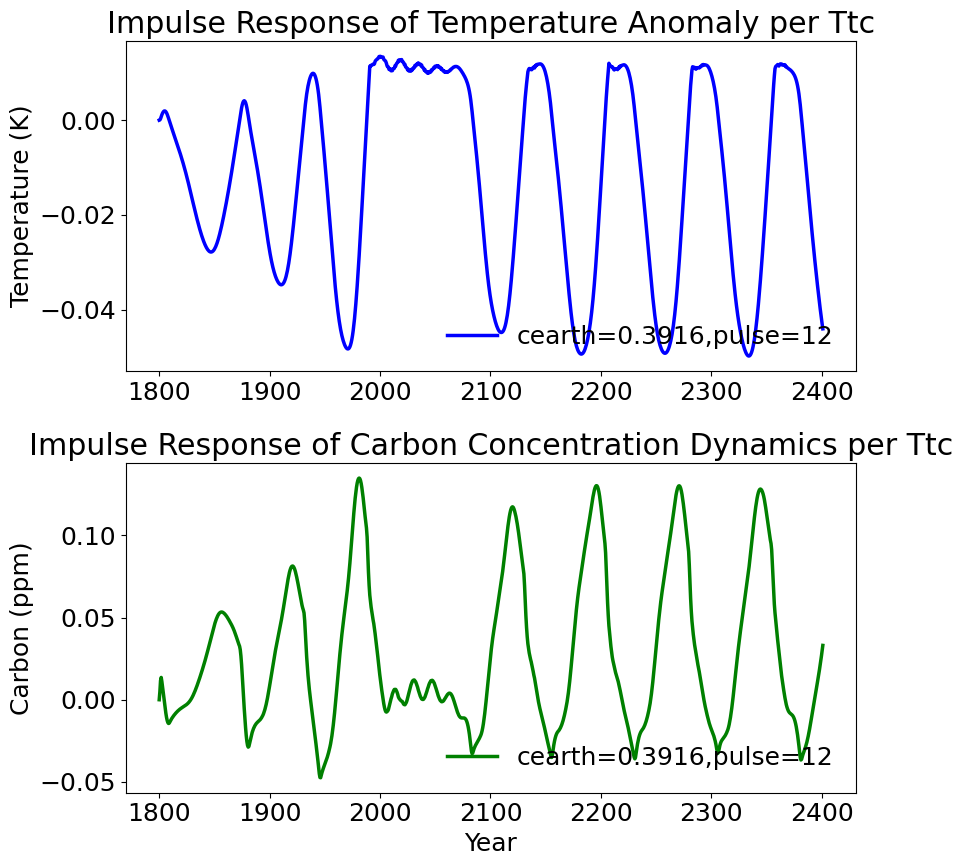 Impulse Response of Temperature Anomaly per Ttc
Temperature (K)
0.00
−0.02
−0.04
cearth=0.3916,pulse=12
1800 1900 2000 2100 2200 2300 2400
Impulse Response of Carbon Concentration Dynamics per Ttc
Carbon (ppm)
0.10
0.05
0.00
−0.05
cearth=0.3916,pulse=12
1800 1900 2000 2100 2200 2300 2400
Year